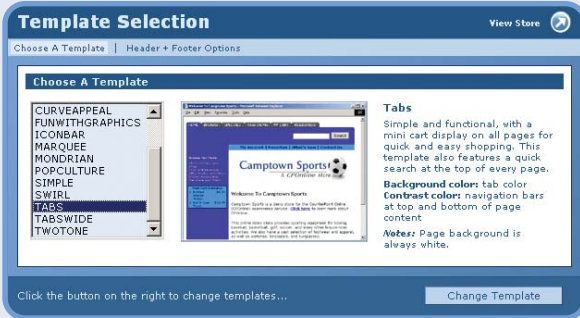 Template Selection
View Store
Choose A Template | Header + Footer Options
Choose A Template
CURVEAPPEAL
FUNWITHGRAPHICS
ICONBAR
MARQUEE
MONDRIAN
POPCULTURE
SIMPLE
SWIRL
TABS
TABSWIDE
TWOTONE
Camptown Sports
Welcome To Camptown Sports
Tabs
Simple and functional, with a
mini cart display on all pages for
quick and easy shopping. This
template also features a quick
search at the top of every page.
Background color: tab color
Contrast color: navigation bars
at top and bottom of page
content
Notes: Page background is
always white.
Click the button on the right to change templates...
Change Template